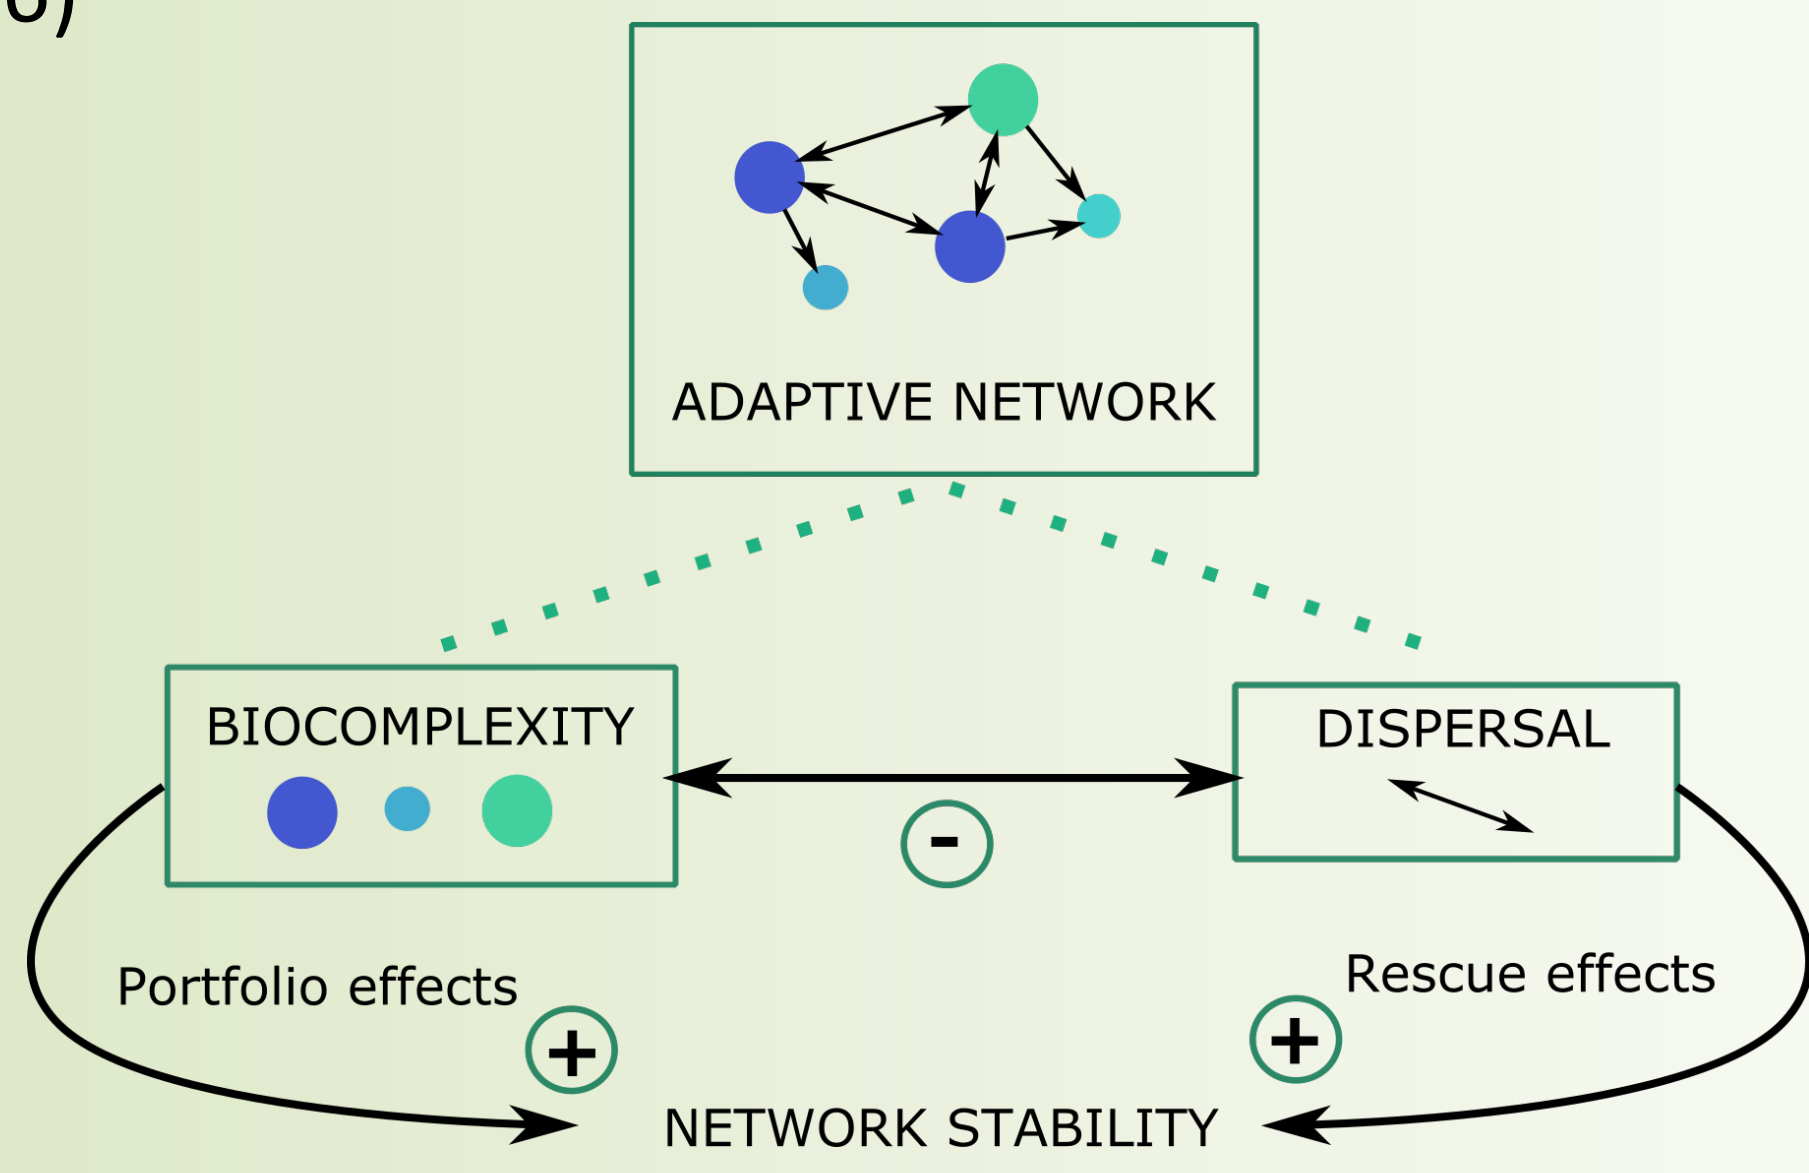 ADAPTIVE NETWORK
BIOCOMPLEXITY
DISPERSAL
-
Portfolio effects
Rescue effects
+
+
NETWORK STABILITY